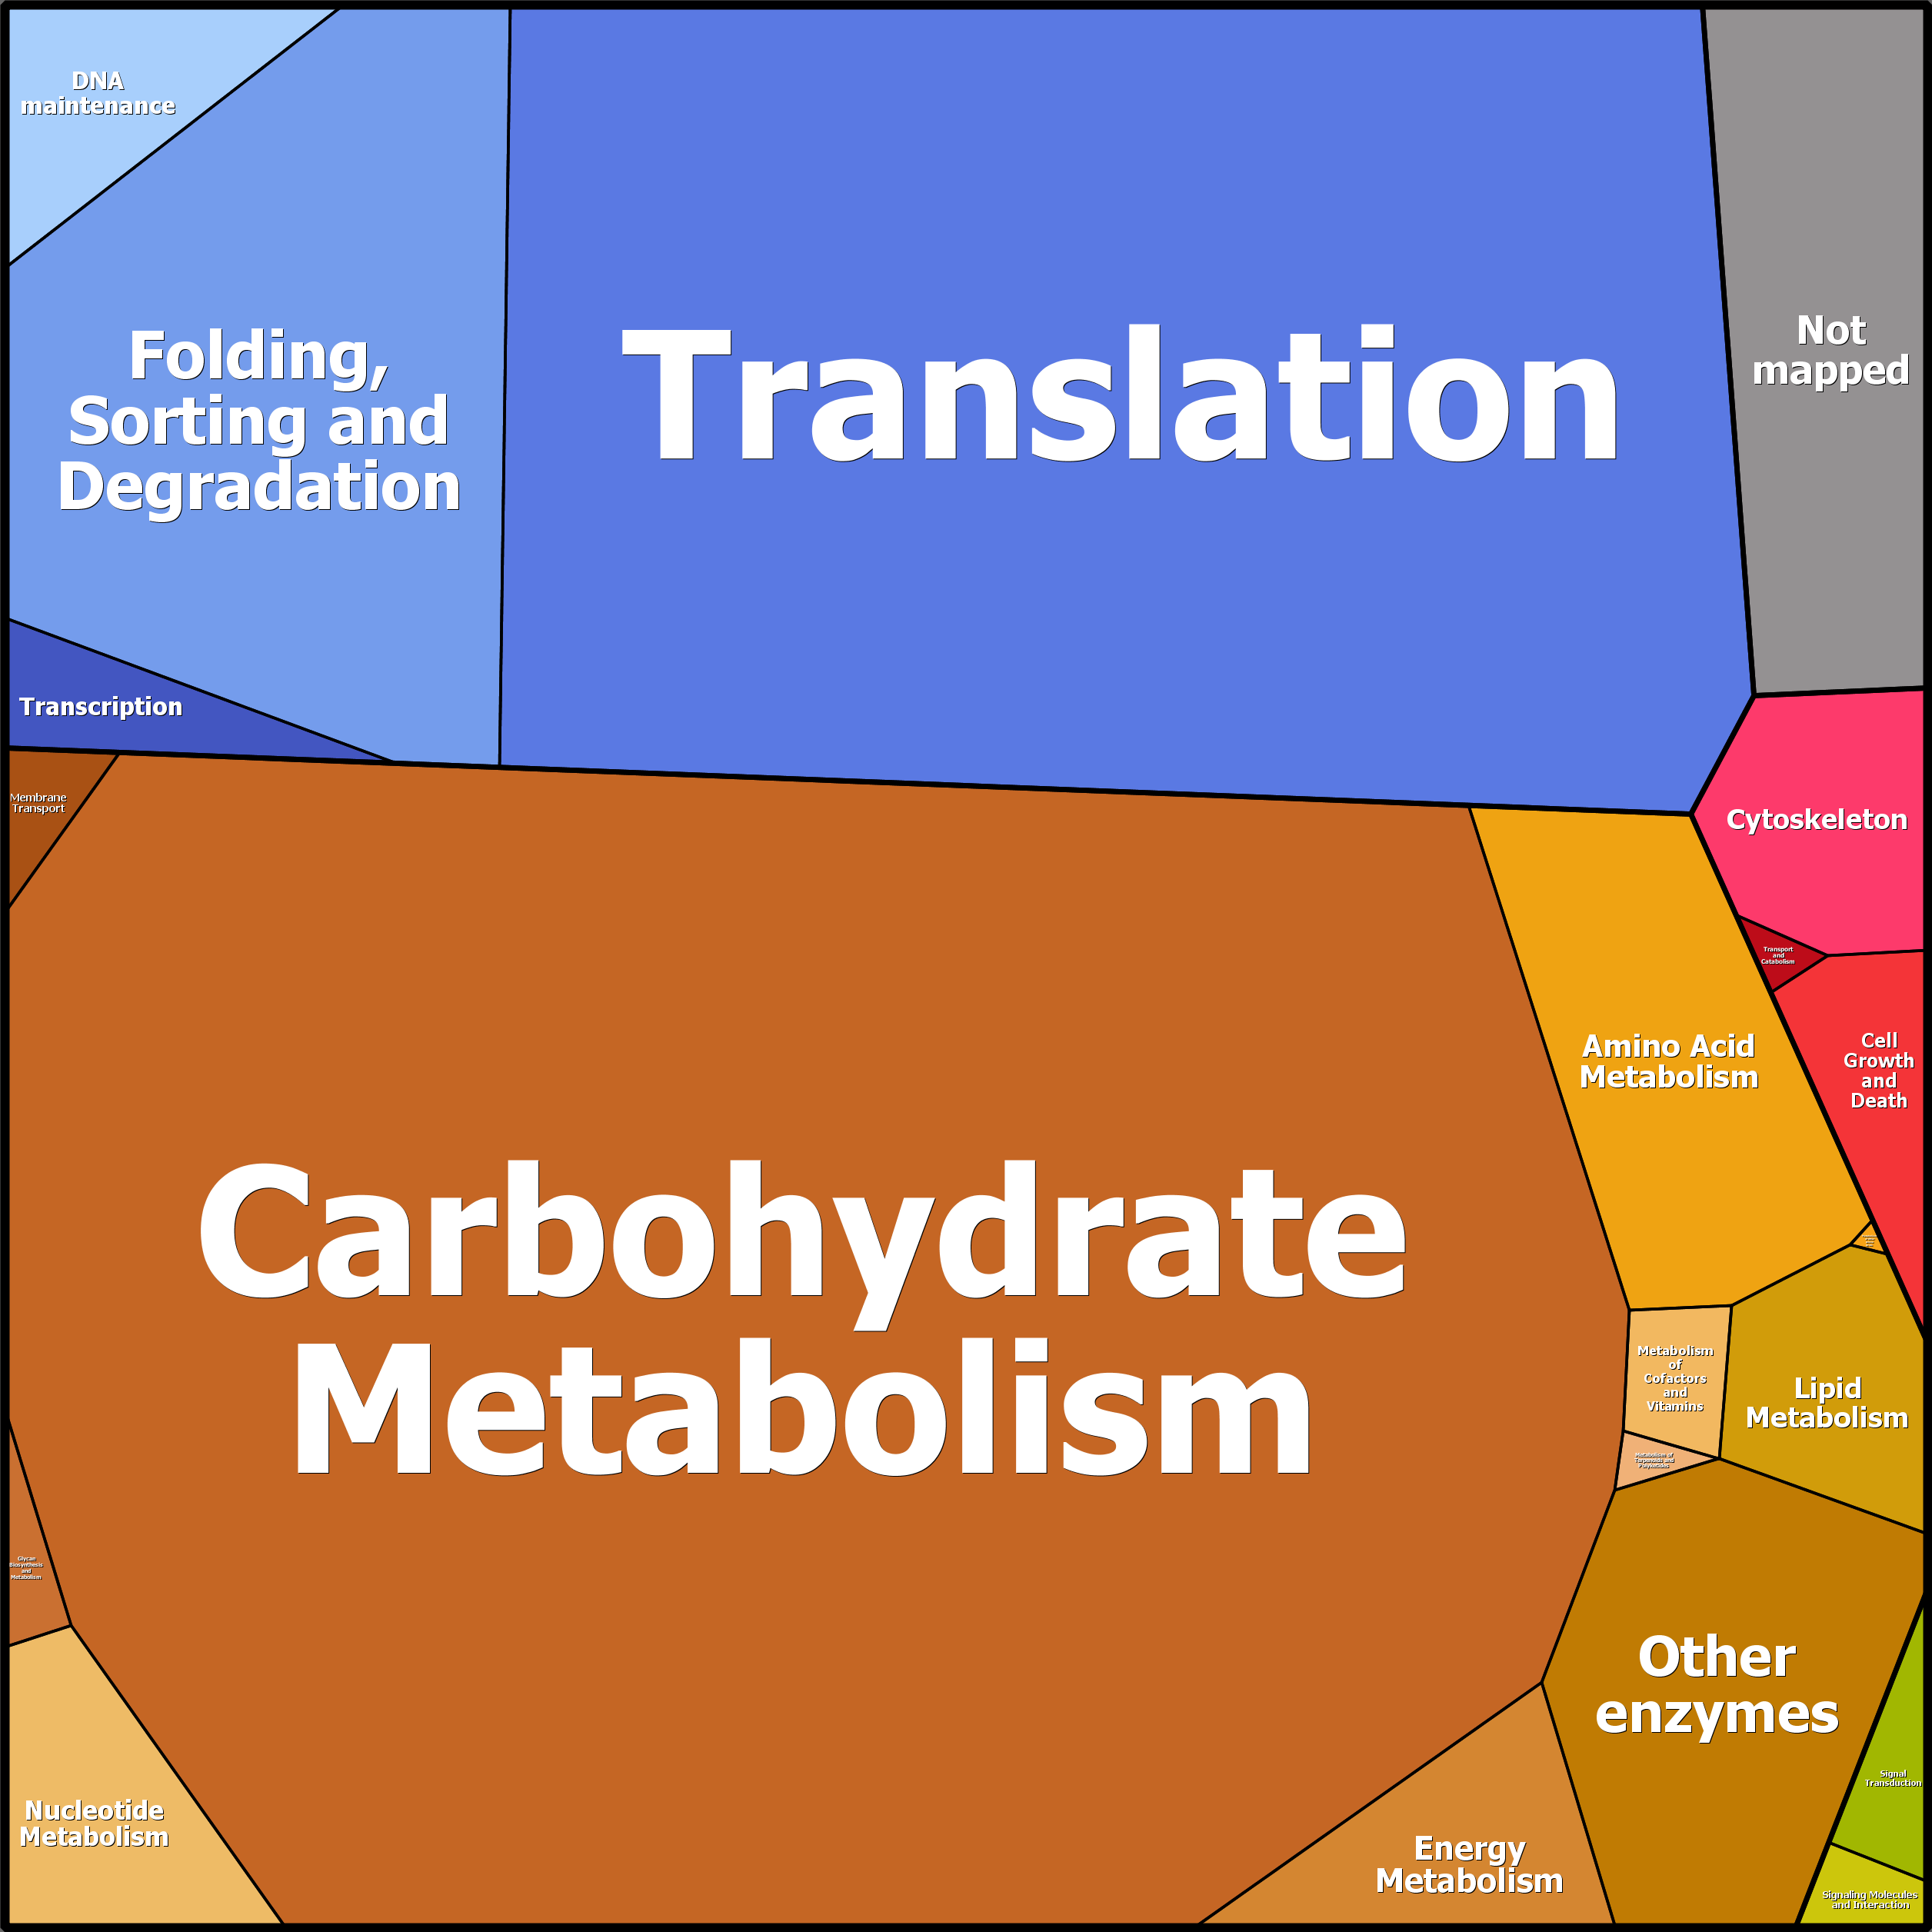 DNA
maintenance
Folding,
Sorting and
Degradation
Translation
Not
mapped
Transcription
Membrane
Transport
Cytoskeleton
Transport
and
Catabolism
Amino Acid
Metabolism
Cell
Growth
and
Death
Carbohydrate
Metabolism
Metabolism
of
Cofactors
and
Vitamins
Lipid
Metabolism
Metabolism of
Terpenoids and
Polyketides
Glycan
Biosynthesis
and
Metabolism
Other
enzymes
Signal
Transduction
Nucleotide
Metabolism
Energy
Metabolism
Signaling Molecules
and Interaction